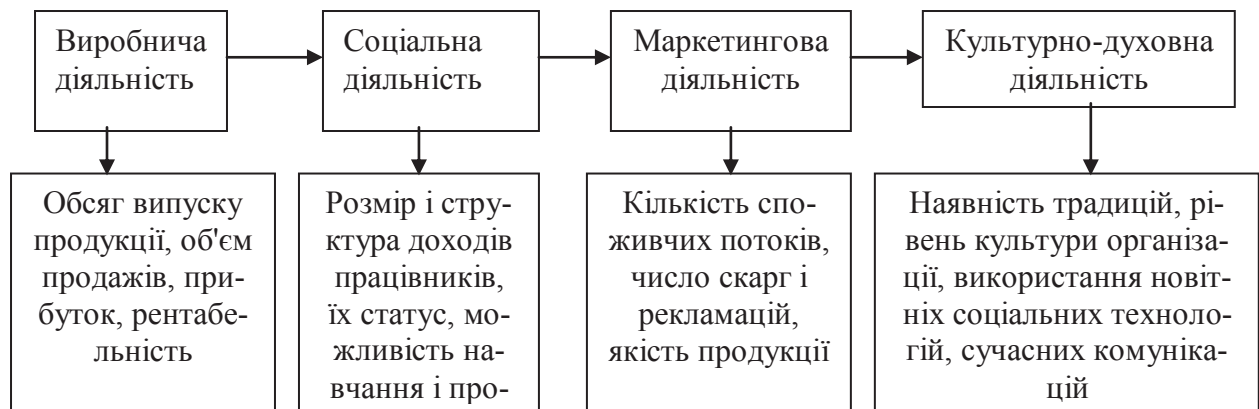 Виробнича
діяльність
Соціальна
діяльність
Маркетингова
діяльність
Культурно-духовна
діяльність
Обсяг випуску
продукції, об'єм
продажів, при-
буток, рентабе-
льність
Розмір і стру-
ктура доходів
працівників,
їх статус, мо-
жливість на-
вчання і про-
Кількість спо-
живчих потоків,
число скарг і
рекламацій,
якість продукції
Наявність традицій, рі-
вень культури організа-
ції, використання новіт-
ніх соціальних техноло-
гій, сучасних комуніка-
цій